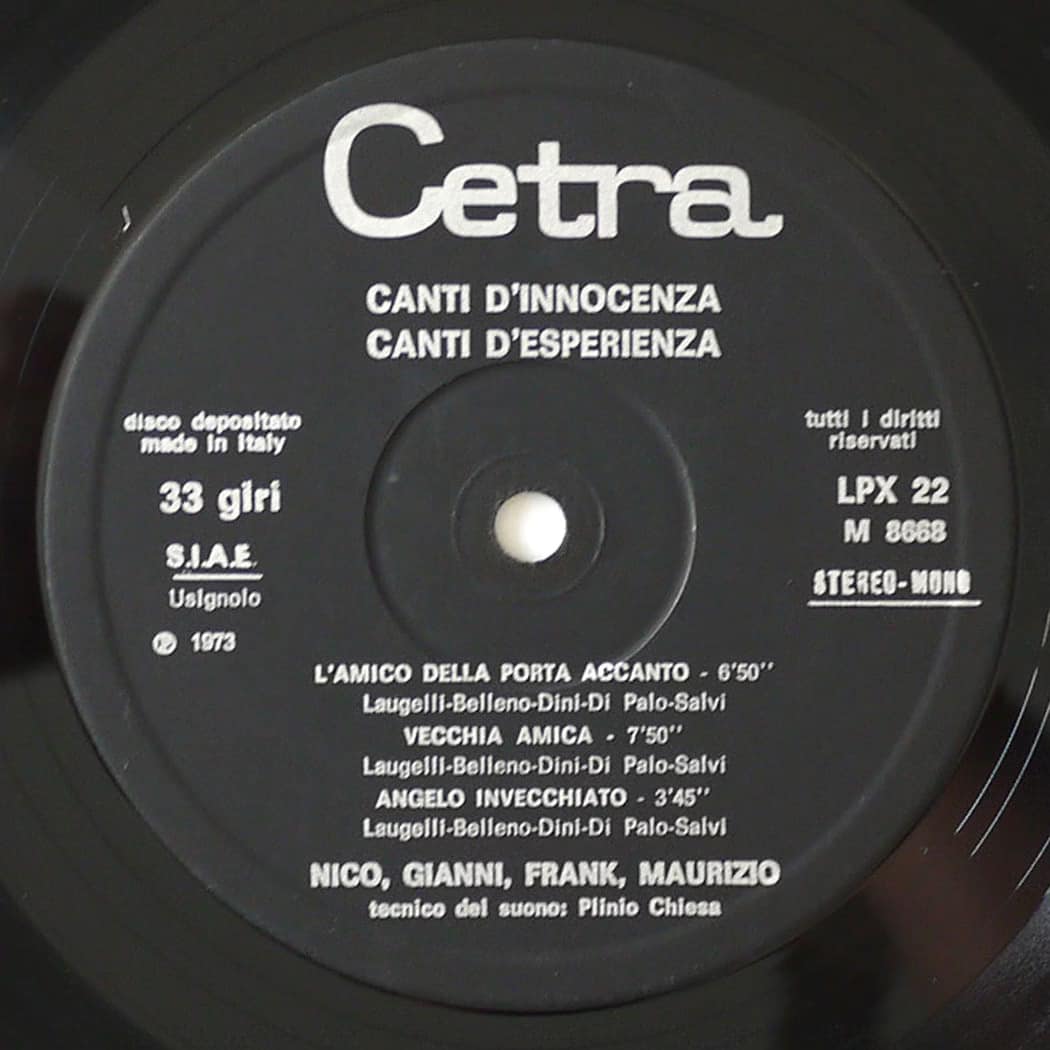 Cetra
CANTI D'INNOCENZA
CANTI D'ESPERIENZA
disco depositato
made in Italy
33 giri
S.I.A.E.
Usignolo
Ⓟ 1973
tutti i diritti
riservati
LPX 22
M 8668
STEREO-MONO
L'AMICO DELLA PORTA ACCANTO - 6'50''
Laugelli-Belleno-Dini-Di Palo-Salvi
VECCHIA AMICA - 7'50''
Laugelli-Belleno-Dini-Di Palo-Salvi
ANGELO INVECCHIATO - 3'45''
Laugelli-Belleno-Dini-Di Palo-Salvi
NICO, GIANNI, FRANK, MAURIZIO
tecnico del suono: Plinio Chiesa